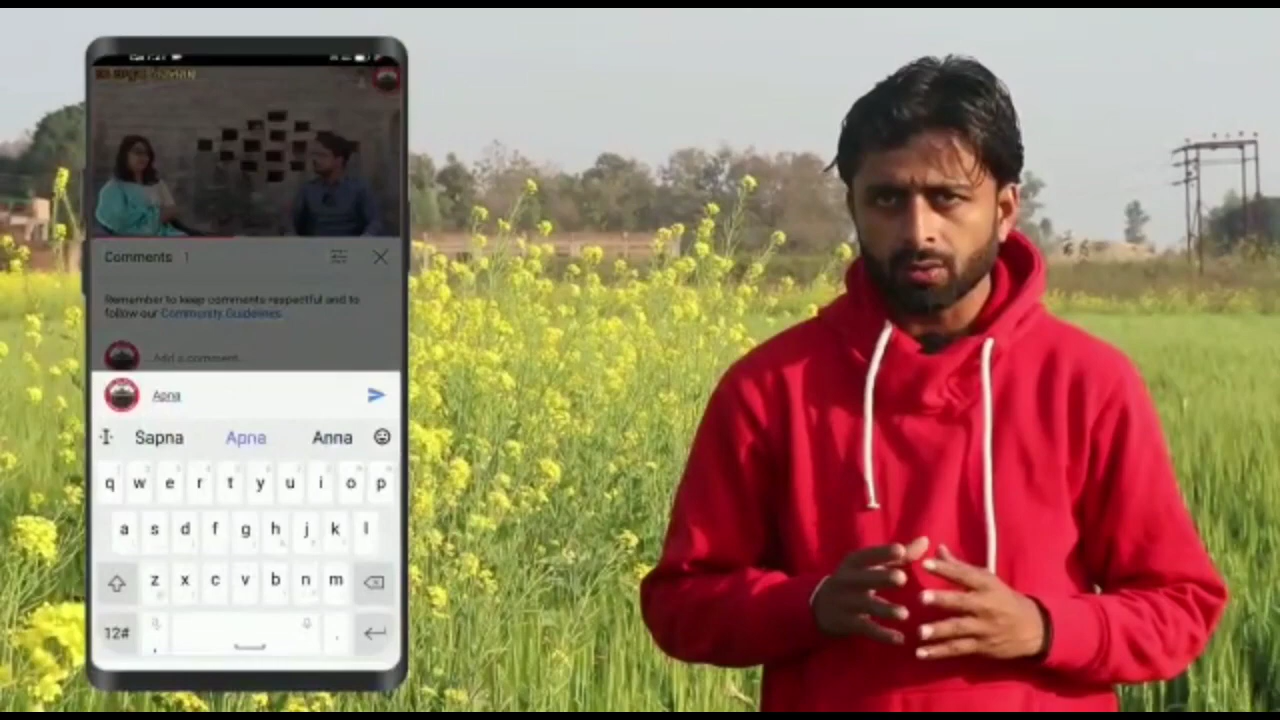 Comments 1
Remember to keep comments respectful and to
follow our Community Guidelines
Add a comment...
Apna
Sapna Apna Anna
q w e r t y u i o p
a s d f g h j k l
z x c v b n m
12# , .